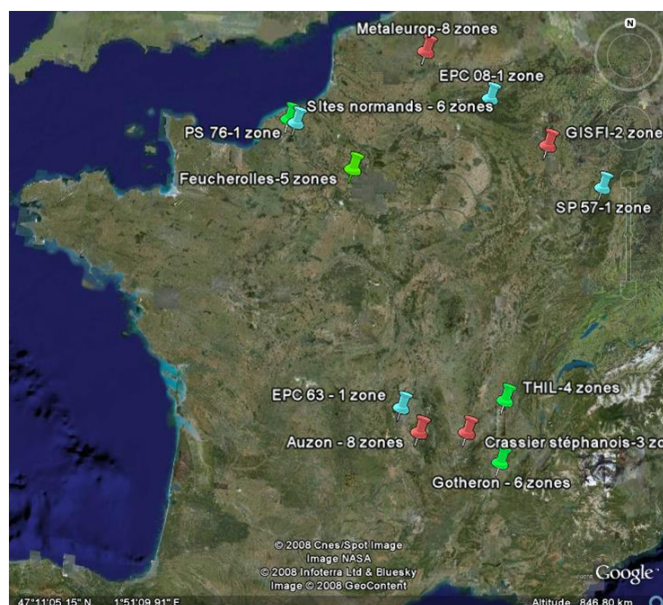 Metaleurop-8 zones
N
EPC 08-1 zone
Sites normands - 6 zones
PS 76-1 zone
GISFI-2 zone
Feucherolles-5 zones
SP 57-1 zone
EPC 63 - 1 zone
THIL-4 zones
Auzon - 8 zones
Crassier stéphanois-3 zo
Gotheron - 6 zones
© 2008 Cnes/Spot Image
Image NASA
© 2008 Infoterra Ltd & Bluesky
Image © 2008 GeoContent
Google
47°11'05.15" N 1°51'09.91" E
Altitude 846.80 km